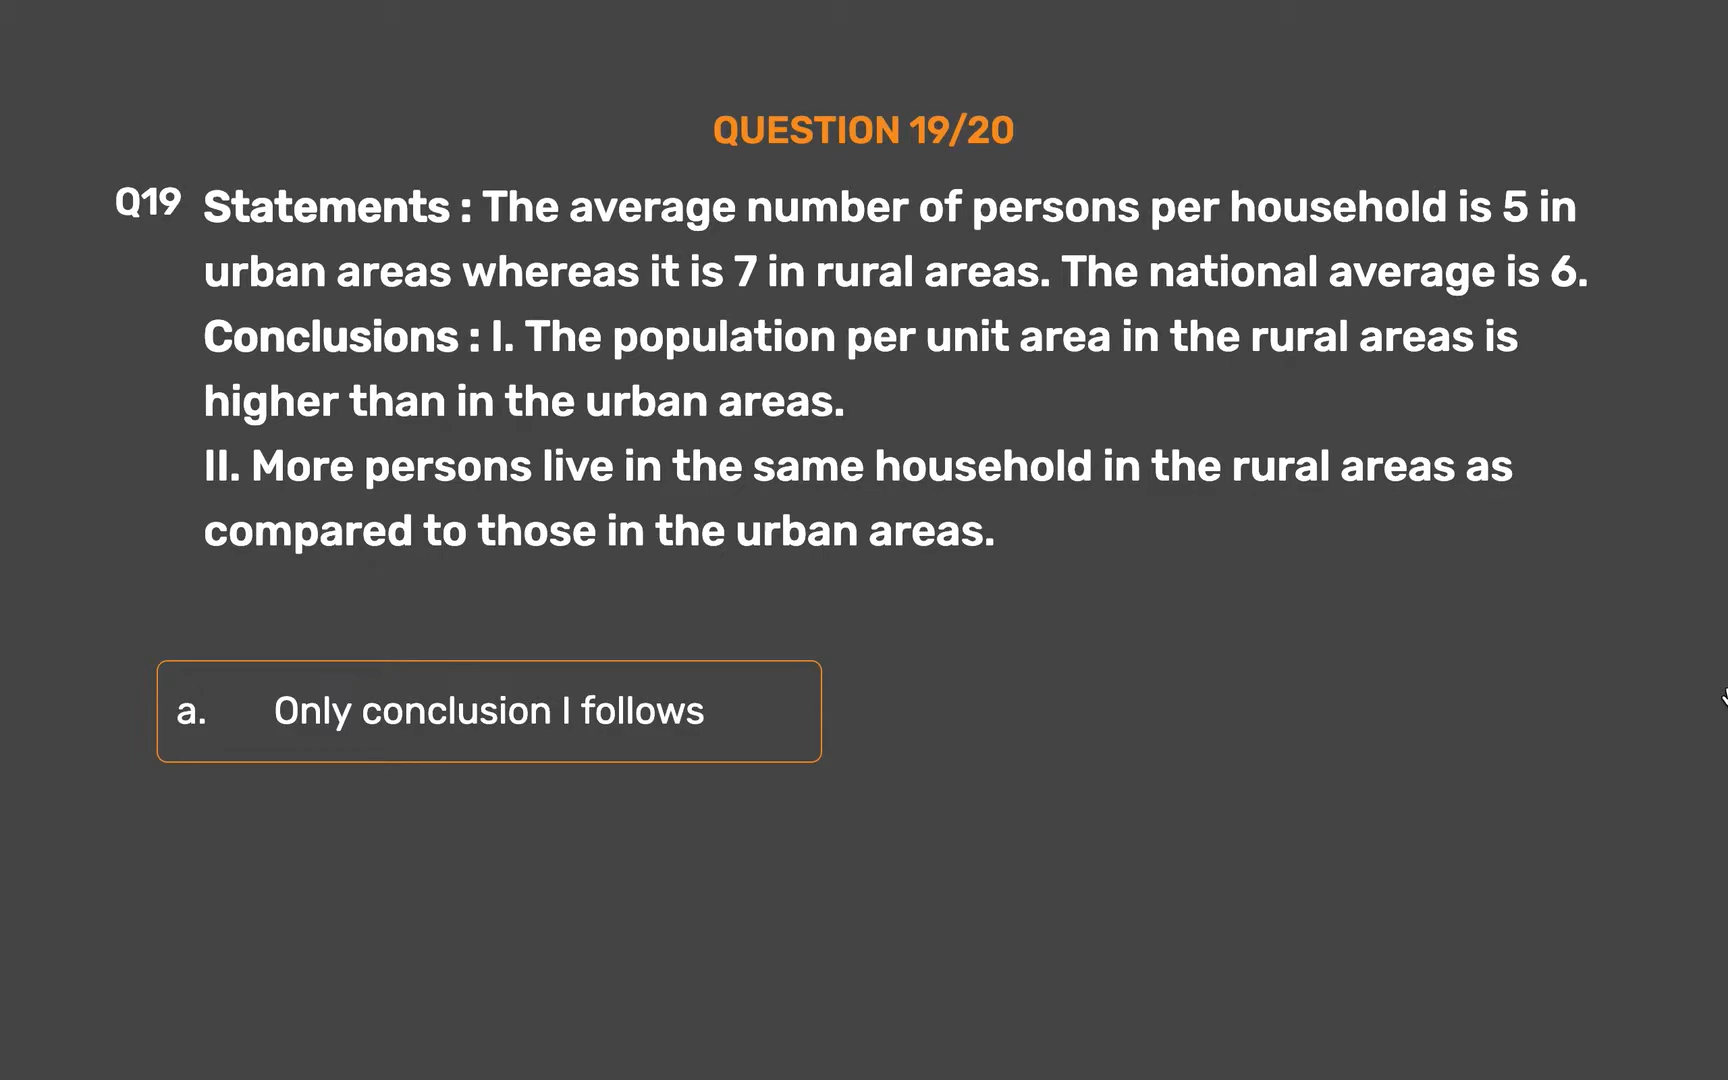 QUESTION 19/20
Q19 Statements : The average number of persons per household is 5 in
urban areas whereas it is 7 in rural areas. The national average is 6.
Conclusions : I. The population per unit area in the rural areas is
higher than in the urban areas.
II. More persons live in the same household in the rural areas as
compared to those in the urban areas.
a. Only conclusion I follows